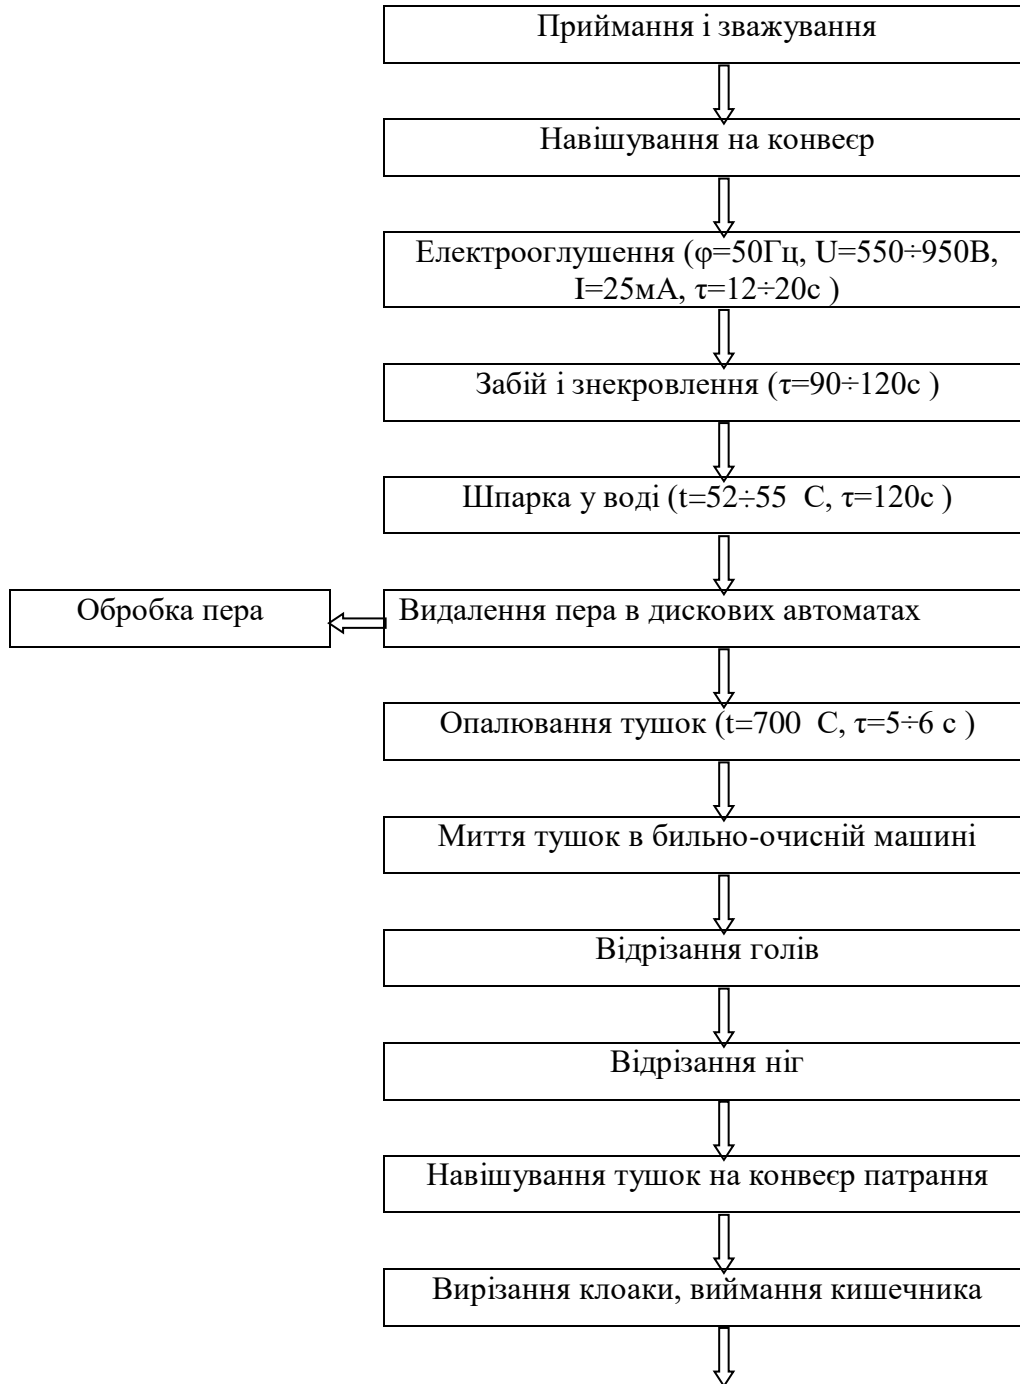 Приймання і зважування
Навішування на конвеєр
Електрооглушення (φ=50Гц, U=550÷950В,
І=25мА, τ=12÷20с )
Забій і знекровлення (τ=90÷120с )
Шпарка у воді (t=52÷55  С, τ=120с )
Обробка пера
Видалення пера в дискових автоматах
Опалювання тушок (t=700  С, τ=5÷6 с )
Миття тушок в бильно-очисній машині
Відрізання голів
Відрізання ніг
Навішування тушок на конвеєр патрання
Вирізання клоаки, виймання кишечника